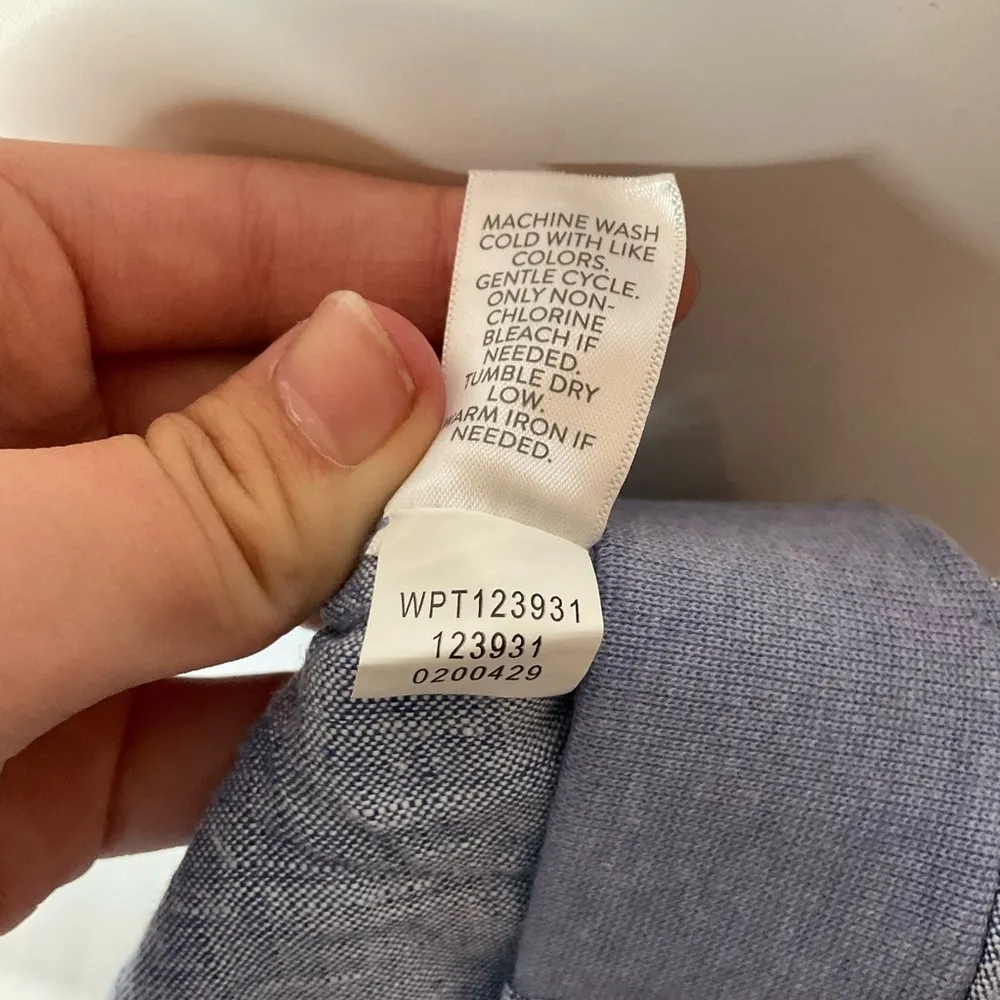 MACHINE WASH
COLD WITH LIKE
COLORS.
GENTLE CYCLE.
ONLY NON-
CHLORINE
BLEACH IF
NEEDED.
TUMBLE DRY
LOW.
WARM IRON IF
NEEDED.
WPT123931
123931
0200429